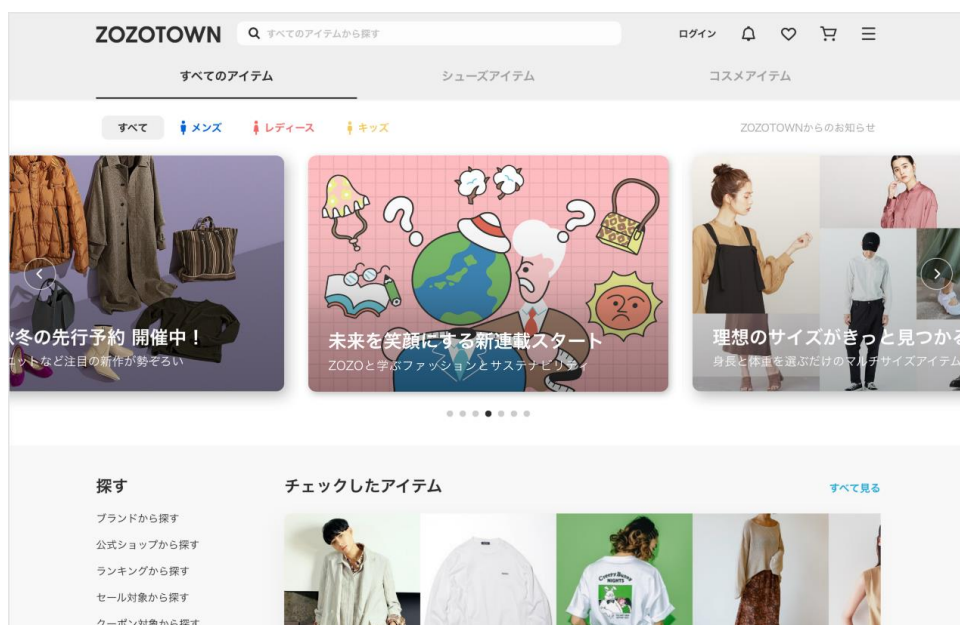 ZOZOTOWN
すべてのアイテムから探す
ログイン
すべてのアイテム
シューズアイテム
コスメアイテム
すべて
メンズ
レディース
キッズ
ZOZOTOWNからのお知らせ
冬の先行予約 開催中！
ニットなど注目の新作が勢ぞろい
未来を笑顔にする新連載スタート
ZOZOと学ぶファッションとサステナビリティ
理想のサイズがきっと見つかる
身長と体重を選ぶだけのマルチサイズアイテム
探す
チェックしたアイテム
すべて見る
ブランドから探す
公式ショップから探す
ランキングから探す
セール対象から探す
クーポン対象から探す